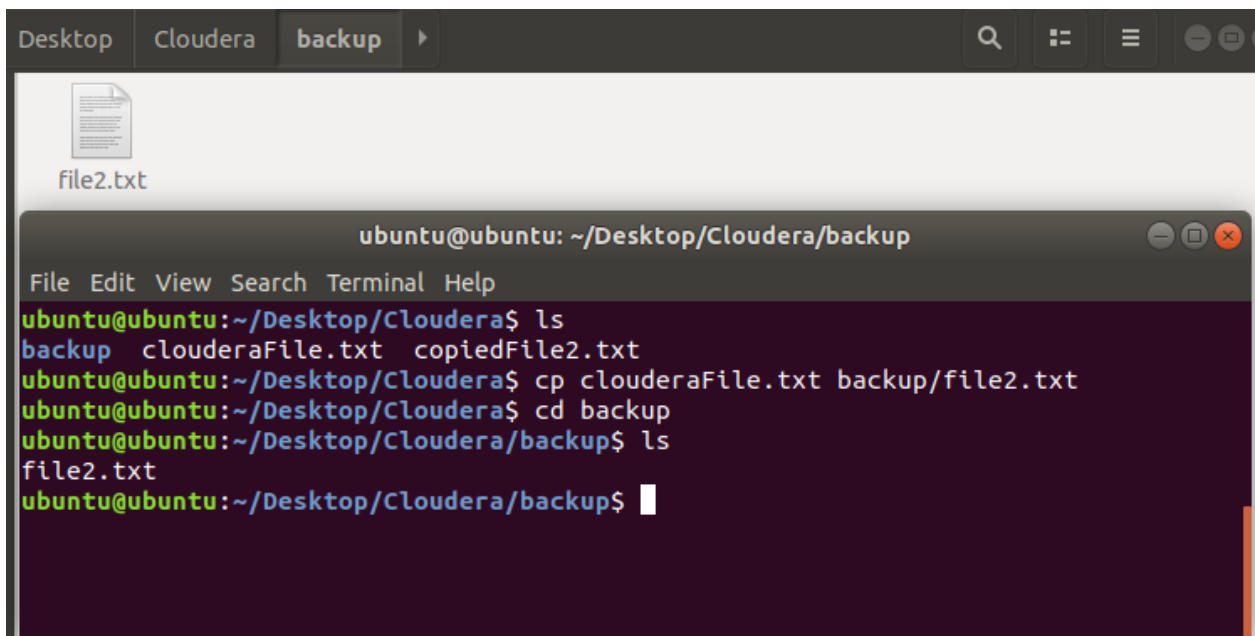 Desktop Cloudera backup
file2.txt
ubuntu@ubuntu: ~/Desktop/Cloudera/backup
File Edit View Search Terminal Help
ubuntu@ubuntu:~/Desktop/Cloudera$ ls
backup  clouderaFile.txt  copiedFile2.txt
ubuntu@ubuntu:~/Desktop/Cloudera$ cp clouderaFile.txt backup/file2.txt
ubuntu@ubuntu:~/Desktop/Cloudera$ cd backup
ubuntu@ubuntu:~/Desktop/Cloudera/backup$ ls
file2.txt
ubuntu@ubuntu:~/Desktop/Cloudera/backup$